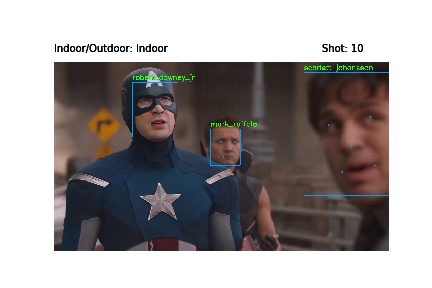 Indoor/Outdoor: Indoor
Shot: 10
robert_downey_jr
scarlett_johansson
mark_ruffalo